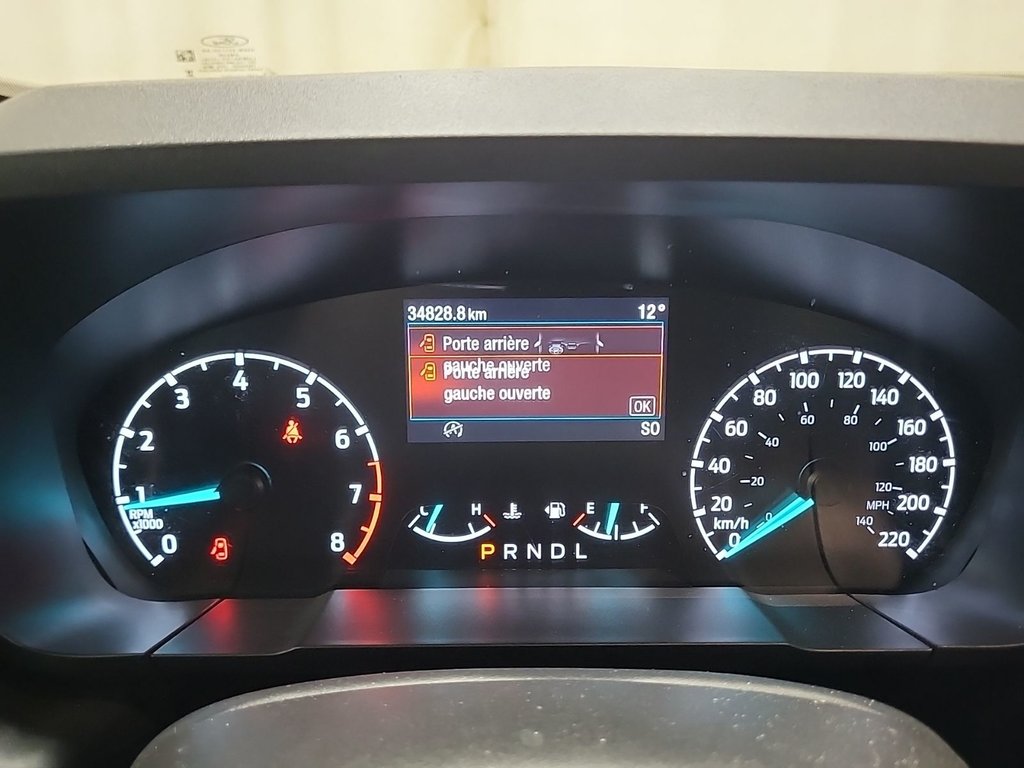 34828.8 km 12°
Porte arrière
gauche ouverte
Porte arrière
gauche ouverte
OK
SO
0 1 2 3 4 5 6 7 8
RPM
x1000
C H
E F
P R N D L
0 20 40 60 80 100 120 140 160 180 200 220
km/h
0 20 40 60 80 100 120 140
MPH